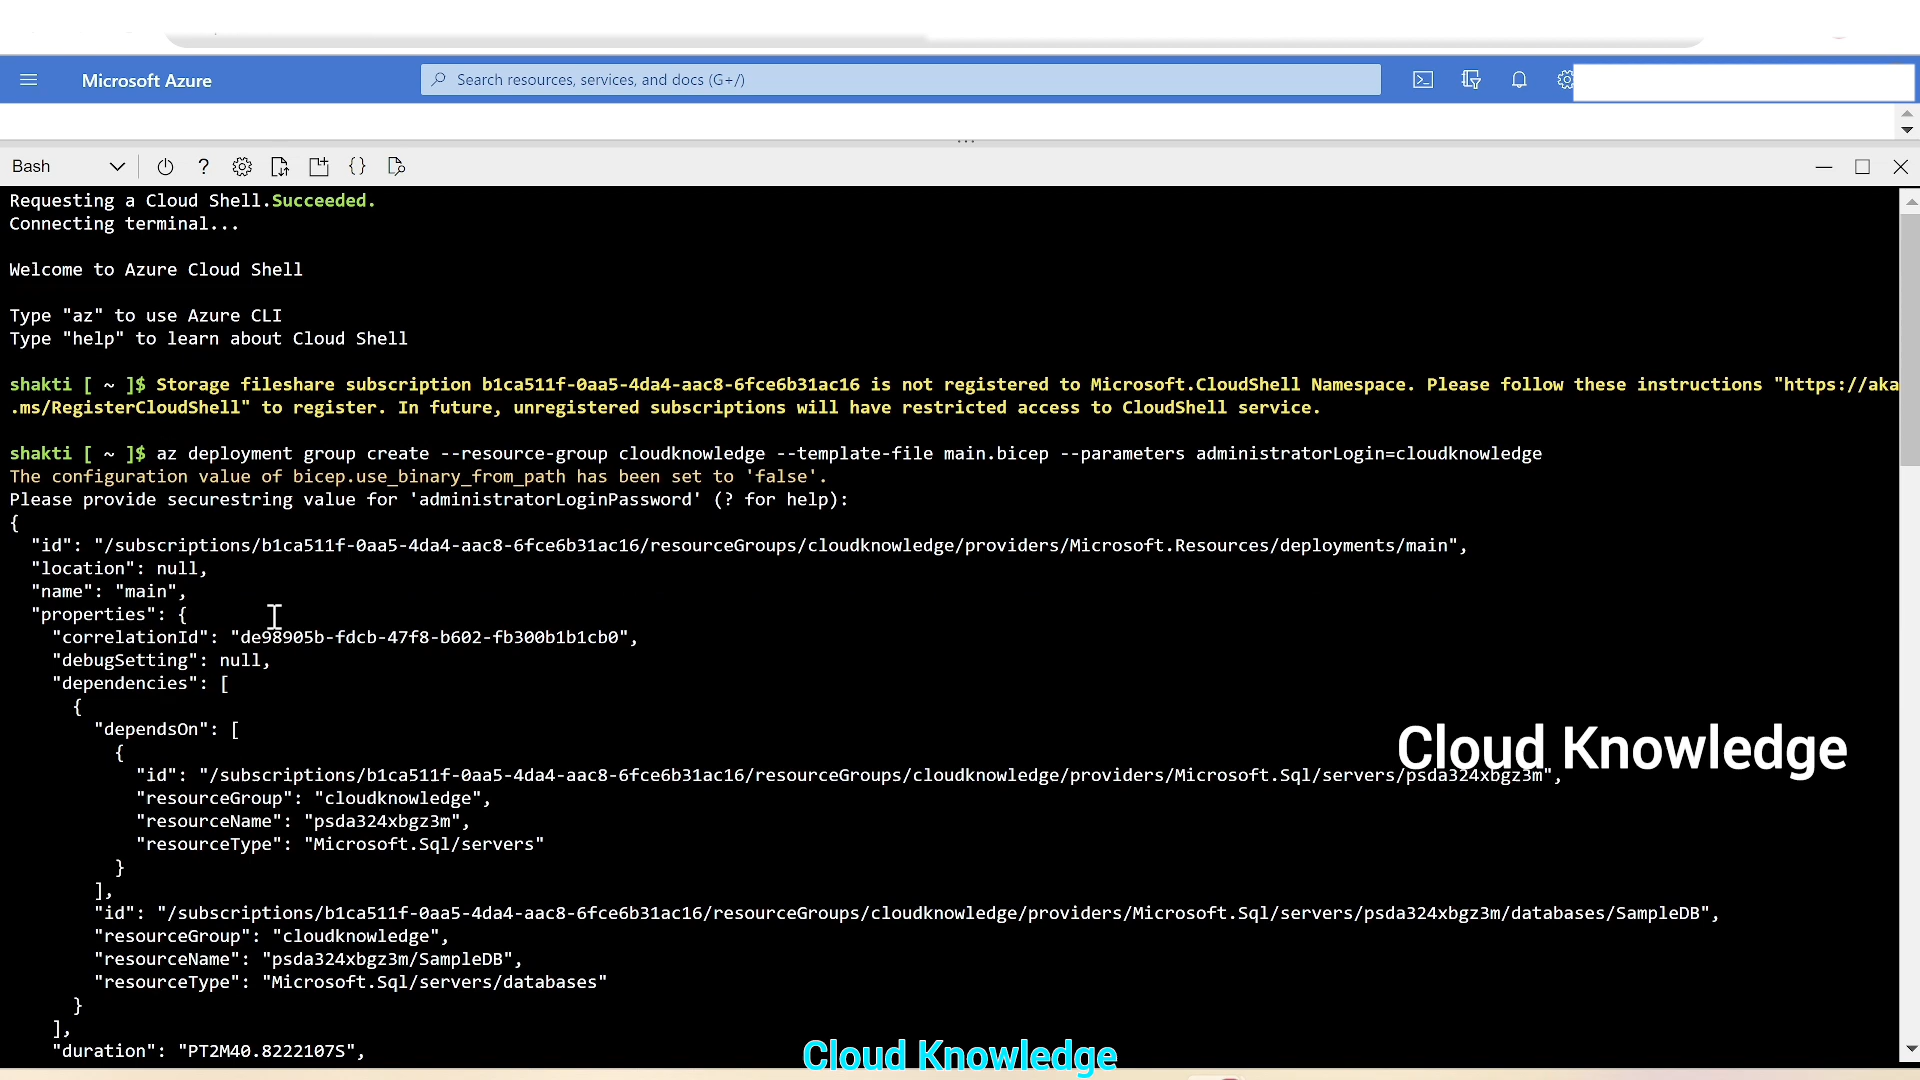 Microsoft Azure
Search resources, services, and docs (G+/)
Bash
Requesting a Cloud Shell.Succeeded.
Connecting terminal...
Welcome to Azure Cloud Shell
Type "az" to use Azure CLI
Type "help" to learn about Cloud Shell
shakti [ ~ ]$ Storage fileshare subscription b1ca511f-0aa5-4da4-aac8-6fce6b31ac16 is not registered to Microsoft.CloudShell Namespace. Please follow these instructions "https://aka
.ms/RegisterCloudShell" to register. In future, unregistered subscriptions will have restricted access to CloudShell service.
shakti [ ~ ]$ az deployment group create --resource-group cloudknowledge --template-file main.bicep --parameters administratorLogin=cloudknowledge
The configuration value of bicep.use_binary_from_path has been set to 'false'.
Please provide securestring value for 'administratorLoginPassword' (? for help):
{
"id": "/subscriptions/b1ca511f-0aa5-4da4-aac8-6fce6b31ac16/resourceGroups/cloudknowledge/providers/Microsoft.Resources/deployments/main",
"location": null,
"name": "main",
"properties": {
"correlationId": "de98905b-fdcb-47f8-b602-fb300b1b1cb0",
"debugSetting": null,
"dependencies": [
{
"dependsOn": [
{
"id": "/subscriptions/b1ca511f-0aa5-4da4-aac8-6fce6b31ac16/resourceGroups/cloudknowledge/providers/Microsoft.Sql/servers/psda324xbgz3m",
"resourceGroup": "cloudknowledge",
"resourceName": "psda324xbgz3m",
"resourceType": "Microsoft.Sql/servers"
}
],
"id": "/subscriptions/b1ca511f-0aa5-4da4-aac8-6fce6b31ac16/resourceGroups/cloudknowledge/providers/Microsoft.Sql/servers/psda324xbgz3m/databases/SampleDB",
"resourceGroup": "cloudknowledge",
"resourceName": "psda324xbgz3m/SampleDB",
"resourceType": "Microsoft.Sql/servers/databases"
}
],
"duration": "PT2M40.8222107S",
Cloud Knowledge
Cloud Knowledge